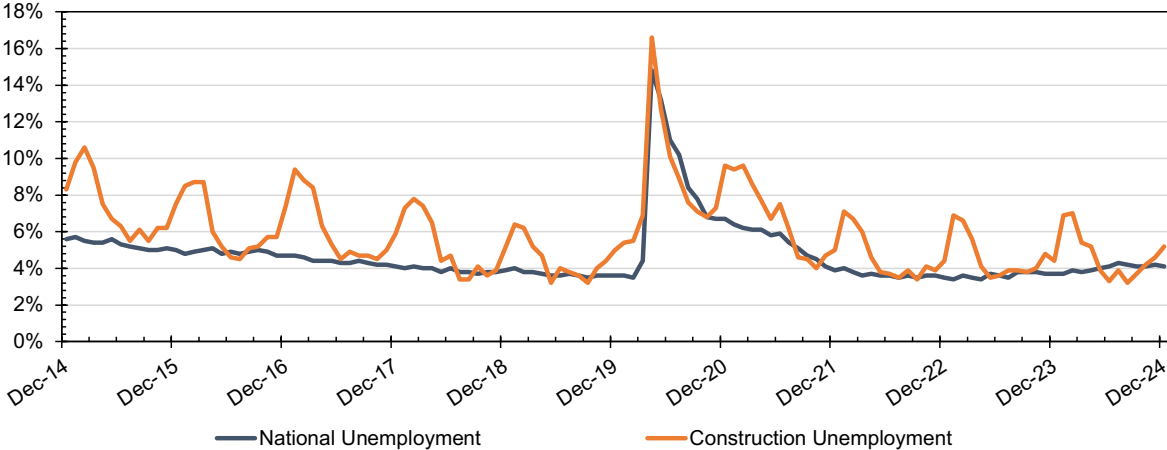 18%
16%
14%
12%
10%
8%
6%
4%
2%
0%
Dec-14
Dec-15
Dec-16
Dec-17
Dec-18
Dec-19
Dec-20
Dec-21
Dec-22
Dec-23
Dec-24
National Unemployment
Construction Unemployment